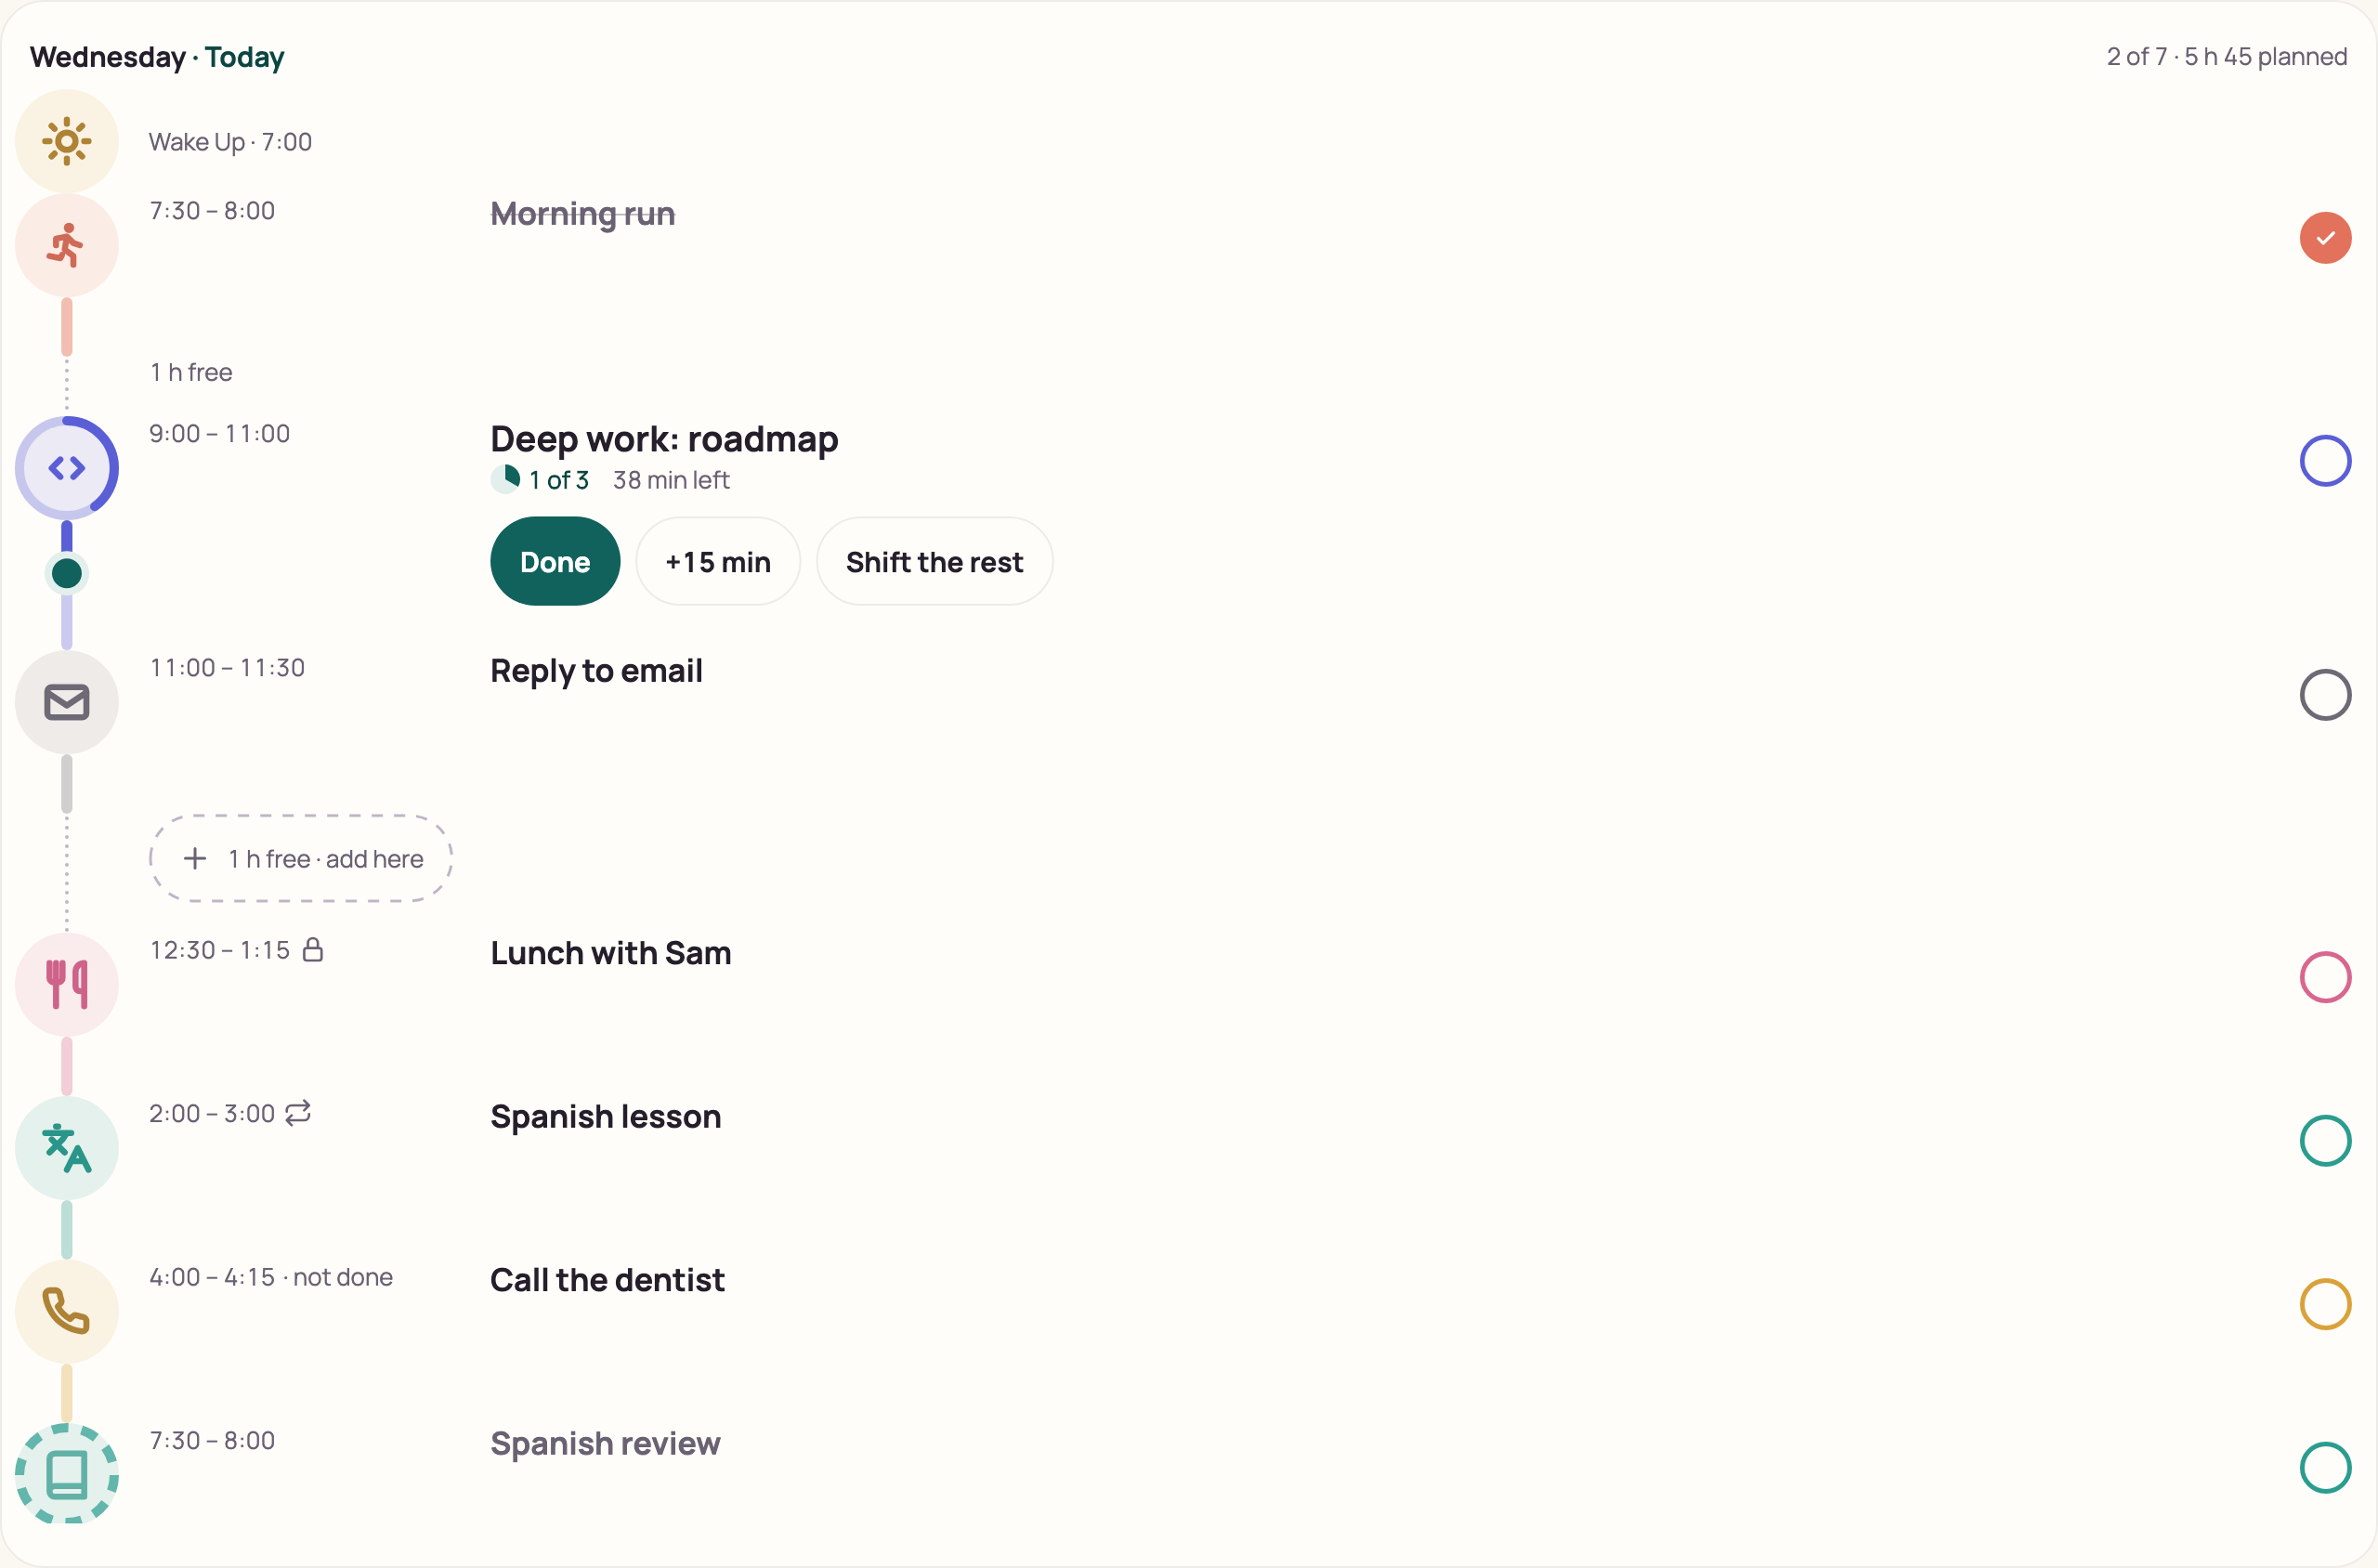 Wednesday · Today
2 of 7 · 5 h 45 planned
Wake Up · 7:00
7:30 – 8:00
Morning run
1 h free
9:00 – 11:00
Deep work: roadmap
1 of 3 38 min left
Done
+15 min
Shift the rest
11:00 – 11:30
Reply to email
1 h free · add here
12:30 – 1:15
Lunch with Sam
2:00 – 3:00
Spanish lesson
4:00 – 4:15 · not done
Call the dentist
7:30 – 8:00
Spanish review